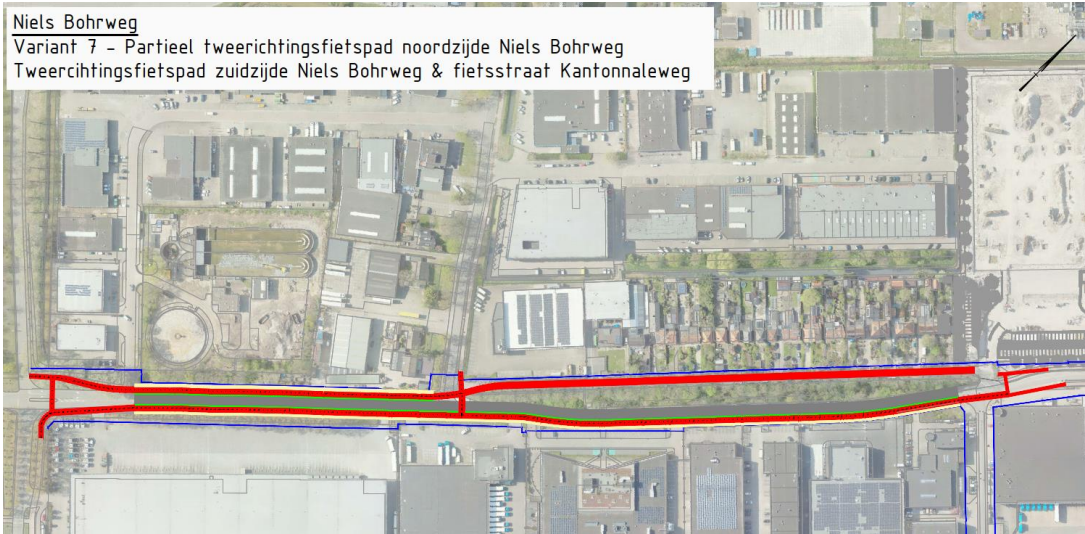 Niels Bohrweg
Variant 7 - Partieel tweerichtingsfietspad noordzijde Niels Bohrweg
Tweercihtingsfietspad zuidzijde Niels Bohrweg & fietsstraat Kantonnaleweg